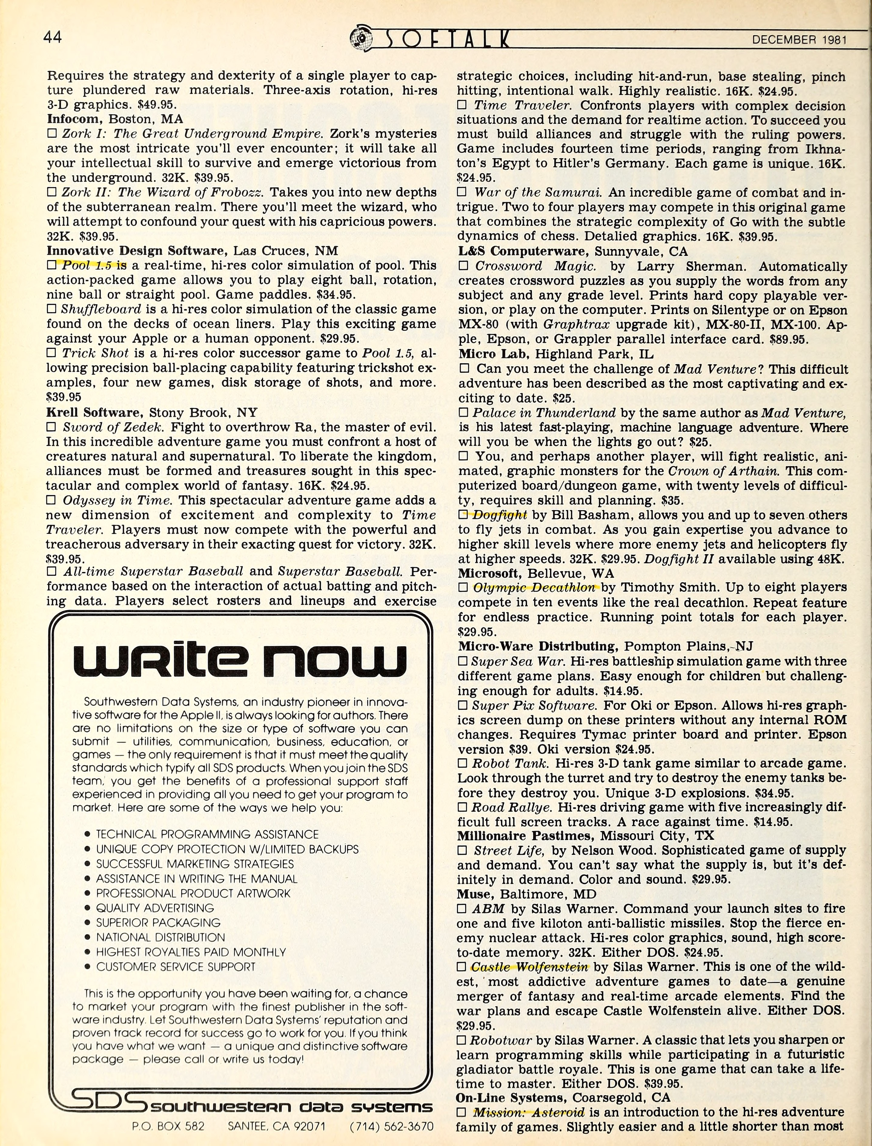 44
SOFTALK
DECEMBER 1981
Requires the strategy and dexterity of a single player to cap-
ture plundered raw materials. Three-axis rotation, hi-res
3-D graphics. $49.95.
Infocom, Boston, MA
☐ Zork I: The Great Underground Empire. Zork's mysteries
are the most intricate you'll ever encounter; it will take all
your intellectual skill to survive and emerge victorious from
the underground. 32K. $39.95.
☐ Zork II: The Wizard of Frobozz. Takes you into new depths
of the subterranean realm. There you'll meet the wizard, who
will attempt to confound your quest with his capricious powers.
32K. $39.95.
Innovative Design Software, Las Cruces, NM
☐ Pool 1.5 is a real-time, hi-res color simulation of pool. This
action-packed game allows you to play eight ball, rotation,
nine ball or straight pool. Game paddles. $34.95.
☐ Shuffleboard is a hi-res color simulation of the classic game
found on the decks of ocean liners. Play this exciting game
against your Apple or a human opponent. $29.95.
☐ Trick Shot is a hi-res color successor game to Pool 1.5, al-
lowing precision ball-placing capability featuring trickshot ex-
amples, four new games, disk storage of shots, and more.
$39.95
Krell Software, Stony Brook, NY
☐ Sword of Zedek. Fight to overthrow Ra, the master of evil.
In this incredible adventure game you must confront a host of
creatures natural and supernatural. To liberate the kingdom,
alliances must be formed and treasures sought in this spec-
tacular and complex world of fantasy. 16K. $24.95.
☐ Odyssey in Time. This spectacular adventure game adds a
new dimension of excitement and complexity to Time
Traveler. Players must now compete with the powerful and
treacherous adversary in their exacting quest for victory. 32K.
$39.95.
☐ All-time Superstar Baseball and Superstar Baseball. Per-
formance based on the interaction of actual batting and pitch-
ing data. Players select rosters and lineups and exercise
write now
Southwestern Data Systems, an industry pioneer in innova-
tive software for the Apple II, is always looking for authors. There
are no limitations on the size or type of software you can
submit — utilities, communication, business, education, or
games — the only requirement is that it must meet the quality
standards which typify all SDS products. When you join the SDS
team, you get the benefits of a professional support staff
experienced in providing all you need to get your program to
market. Here are some of the ways we help you:
• TECHNICAL PROGRAMMING ASSISTANCE
• UNIQUE COPY PROTECTION W/LIMITED BACKUPS
• SUCCESSFUL MARKETING STRATEGIES
• ASSISTANCE IN WRITING THE MANUAL
• PROFESSIONAL PRODUCT ARTWORK
• QUALITY ADVERTISING
• SUPERIOR PACKAGING
• NATIONAL DISTRIBUTION
• HIGHEST ROYALTIES PAID MONTHLY
• CUSTOMER SERVICE SUPPORT
This is the opportunity you have been waiting for, a chance
to market your program with the finest publisher in the soft-
ware industry. Let Southwestern Data Systems' reputation and
proven track record for success go to work for you. If you think
you have what we want — a unique and distinctive software
package — please call or write us today!
SDS southwestern data systems
P.O. BOX 582 SANTEE, CA 92071 (714) 562-3670
strategic choices, including hit-and-run, base stealing, pinch
hitting, intentional walk. Highly realistic. 16K. $24.95.
☐ Time Traveler. Confronts players with complex decision
situations and the demand for realtime action. To succeed you
must build alliances and struggle with the ruling powers.
Game includes fourteen time periods, ranging from Ikhna-
ton's Egypt to Hitler's Germany. Each game is unique. 16K.
$24.95.
☐ War of the Samurai. An incredible game of combat and in-
trigue. Two to four players may compete in this original game
that combines the strategic complexity of Go with the subtle
dynamics of chess. Detalied graphics. 16K. $39.95.
L&S Computerware, Sunnyvale, CA
☐ Crossword Magic. by Larry Sherman. Automatically
creates crossword puzzles as you supply the words from any
subject and any grade level. Prints hard copy playable ver-
sion, or play on the computer. Prints on Silentype or on Epson
MX-80 (with Graphtrax upgrade kit), MX-80-II, MX-100. Ap-
ple, Epson, or Grappler parallel interface card. $89.95.
Micro Lab, Highland Park, IL
☐ Can you meet the challenge of Mad Venture? This difficult
adventure has been described as the most captivating and ex-
citing to date. $25.
☐ Palace in Thunderland by the same author as Mad Venture,
is his latest fast-playing, machine language adventure. Where
will you be when the lights go out? $25.
☐ You, and perhaps another player, will fight realistic, ani-
mated, graphic monsters for the Crown of Arthain. This com-
puterized board/dungeon game, with twenty levels of difficul-
ty, requires skill and planning. $35.
☐ Dogfight by Bill Basham, allows you and up to seven others
to fly jets in combat. As you gain expertise you advance to
higher skill levels where more enemy jets and helicopters fly
at higher speeds. 32K. $29.95. Dogfight II available using 48K.
Microsoft, Bellevue, WA
☐ Olympic Decathlon by Timothy Smith. Up to eight players
compete in ten events like the real decathlon. Repeat feature
for endless practice. Running point totals for each player.
$29.95.
Micro-Ware Distributing, Pompton Plains, NJ
☐ Super Sea War. Hi-res battleship simulation game with three
different game plans. Easy enough for children but challeng-
ing enough for adults. $14.95.
☐ Super Pix Software. For Oki or Epson. Allows hi-res graph-
ics screen dump on these printers without any internal ROM
changes. Requires Tymac printer board and printer. Epson
version $39. Oki version $24.95.
☐ Robot Tank. Hi-res 3-D tank game similar to arcade game.
Look through the turret and try to destroy the enemy tanks be-
fore they destroy you. Unique 3-D explosions. $34.95.
☐ Road Rallye. Hi-res driving game with five increasingly dif-
ficult full screen tracks. A race against time. $14.95.
Millionaire Pastimes, Missouri City, TX
☐ Street Life, by Nelson Wood. Sophisticated game of supply
and demand. You can't say what the supply is, but it's def-
initely in demand. Color and sound. $29.95.
Muse, Baltimore, MD
☐ ABM by Silas Warner. Command your launch sites to fire
one and five kiloton anti-ballistic missiles. Stop the fierce en-
emy nuclear attack. Hi-res color graphics, sound, high score-
to-date memory. 32K. Either DOS. $24.95.
☐ Castle Wolfenstein by Silas Warner. This is one of the wild-
est, most addictive adventure games to date—a genuine
merger of fantasy and real-time arcade elements. Find the
war plans and escape Castle Wolfenstein alive. Either DOS.
$29.95.
☐ Robotwar by Silas Warner. A classic that lets you sharpen or
learn programming skills while participating in a futuristic
gladiator battle royale. This is one game that can take a life-
time to master. Either DOS. $39.95.
On-Line Systems, Coarsegold, CA
☐ Mission: Asteroid is an introduction to the hi-res adventure
family of games. Slightly easier and a little shorter than most